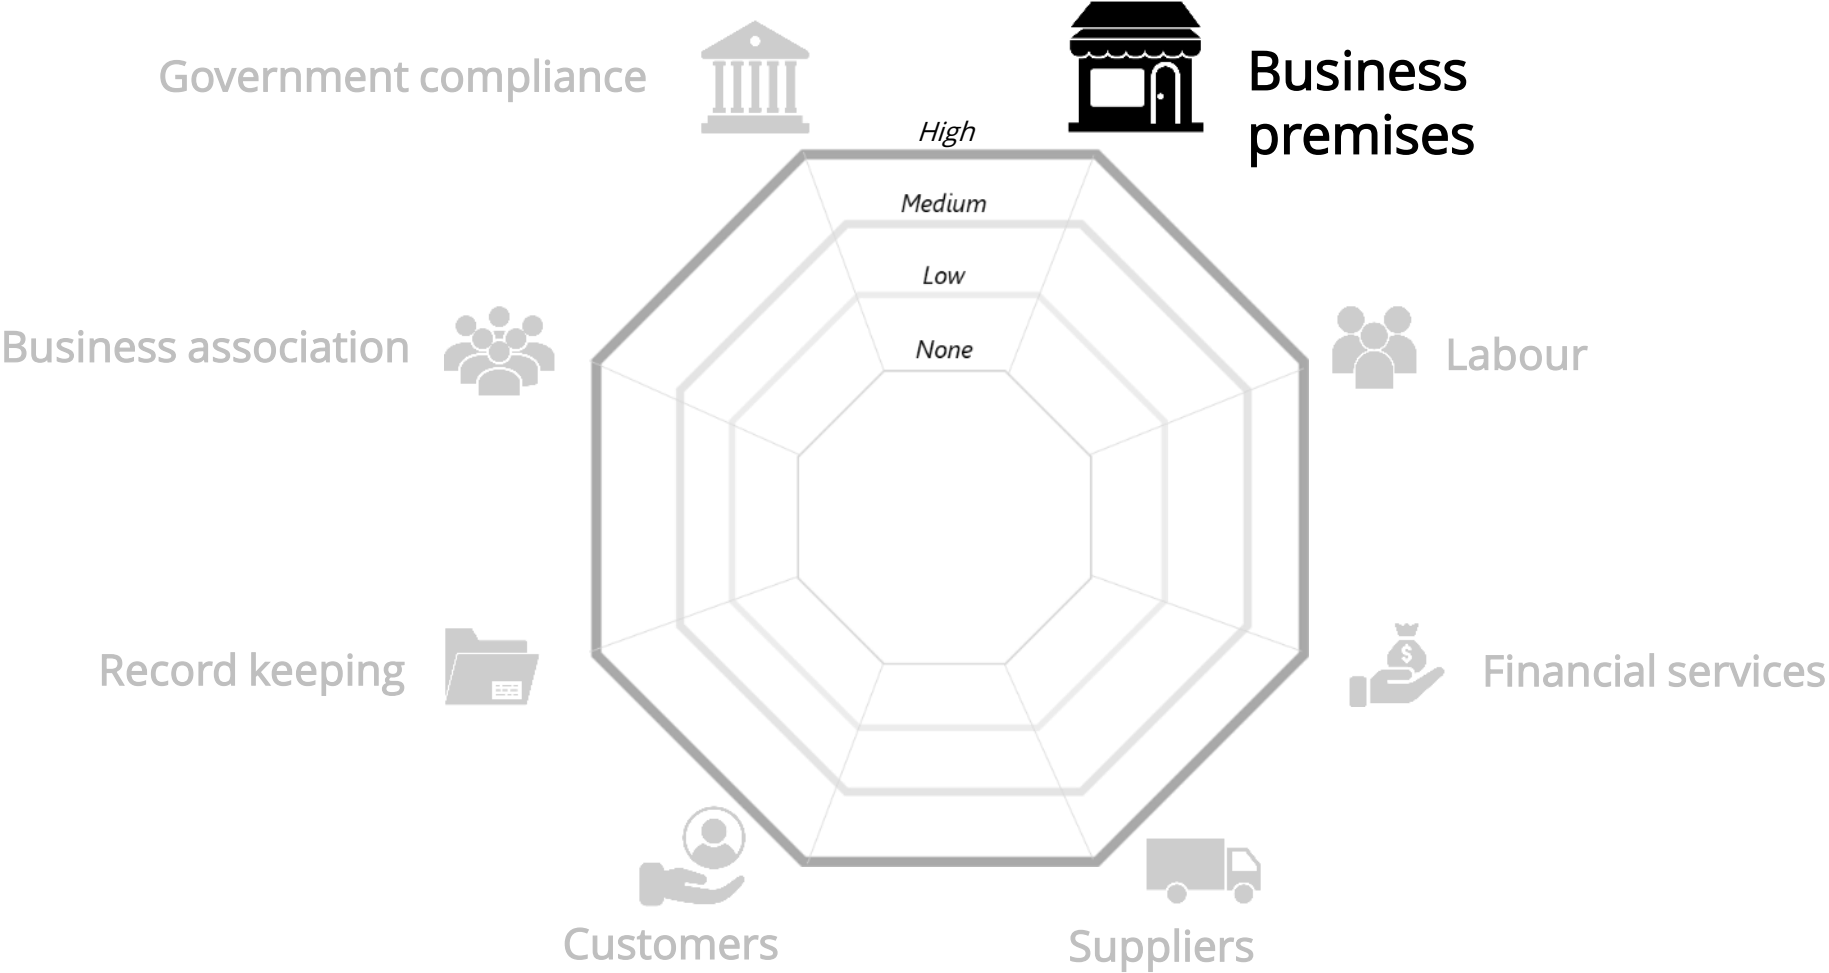 Government compliance
Business
premises
High
Medium
Low
None
Business association
Labour
Record keeping
$
Financial services
Customers
Suppliers